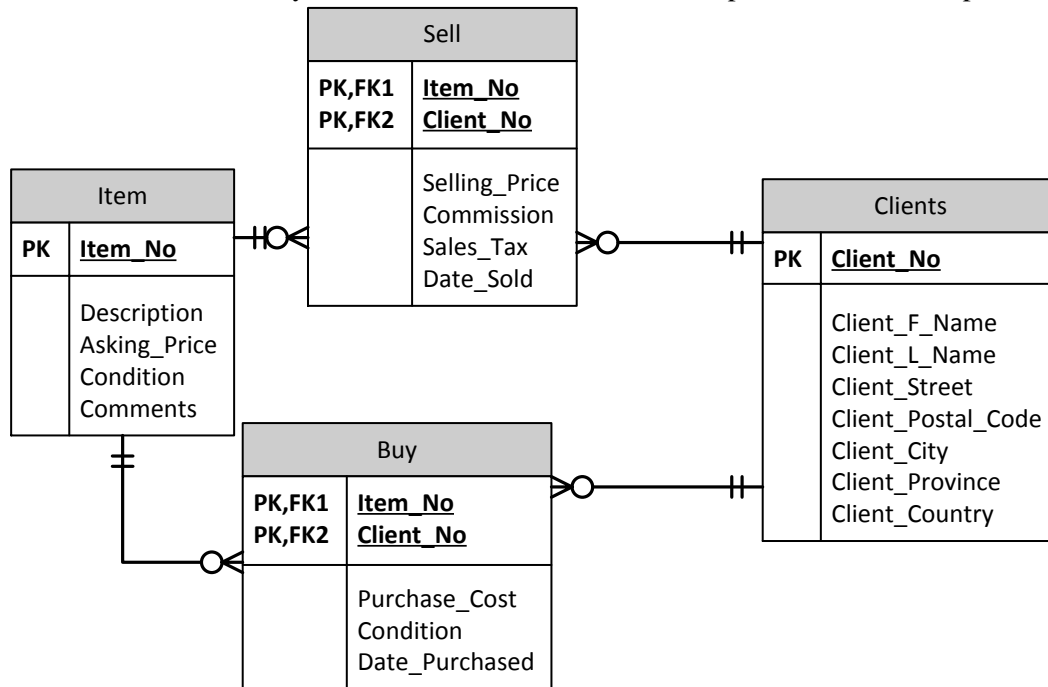 Sell
PK,FK1 Item_No
PK,FK2 Client_No
Selling_Price
Commission
Sales_Tax
Date_Sold
Item
PK Item_No
Description
Asking_Price
Condition
Comments
Clients
PK Client_No
Client_F_Name
Client_L_Name
Client_Street
Client_Postal_Code
Client_City
Client_Province
Client_Country
Buy
PK,FK1 Item_No
PK,FK2 Client_No
Purchase_Cost
Condition
Date_Purchased